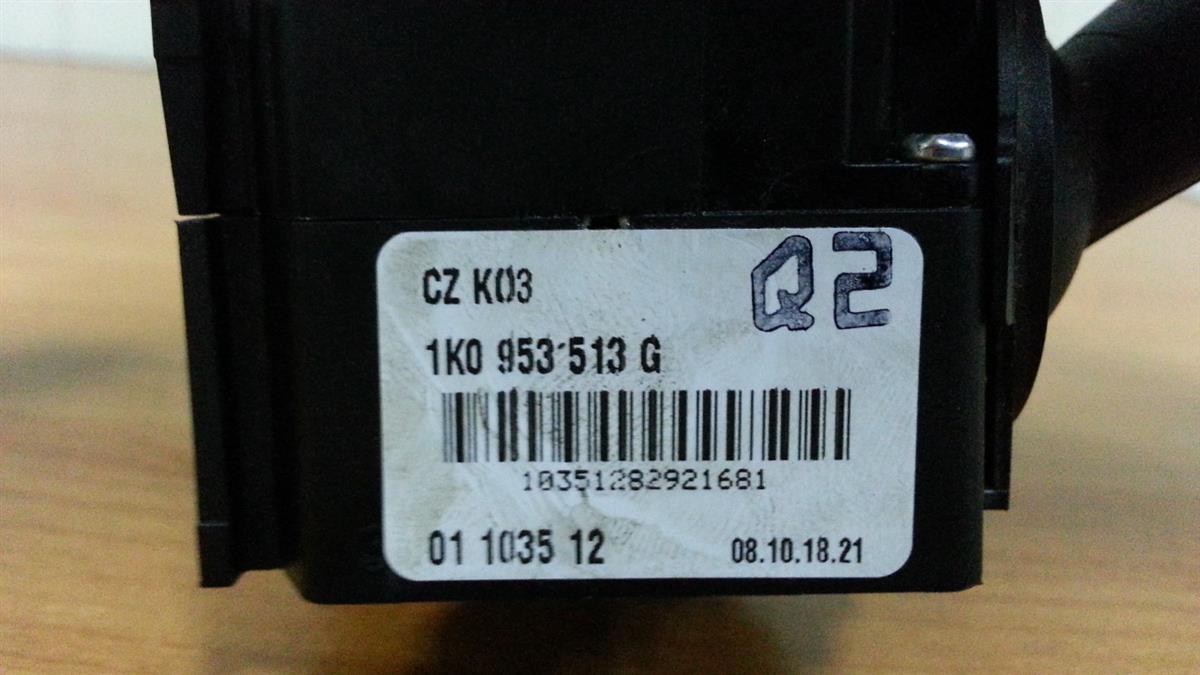 CZ K03
Q2
1K0 953 513 G
10351282921681
01 1035 12
08.10.18.21